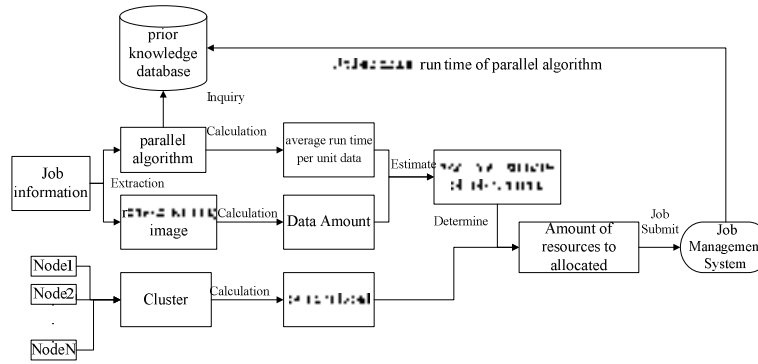 prior
knowledge
database
run time of parallel algorithm
Inquiry
parallel
algorithm
Calculation
average run time
per unit data
Job
information
Extraction
Estimate
image
Calculation
Data Amount
Determine
Amount of
resources to
allocated
Job
Submit
Job
Management
System
Node1
Node2
.
.
NodeN
Cluster
Calculation